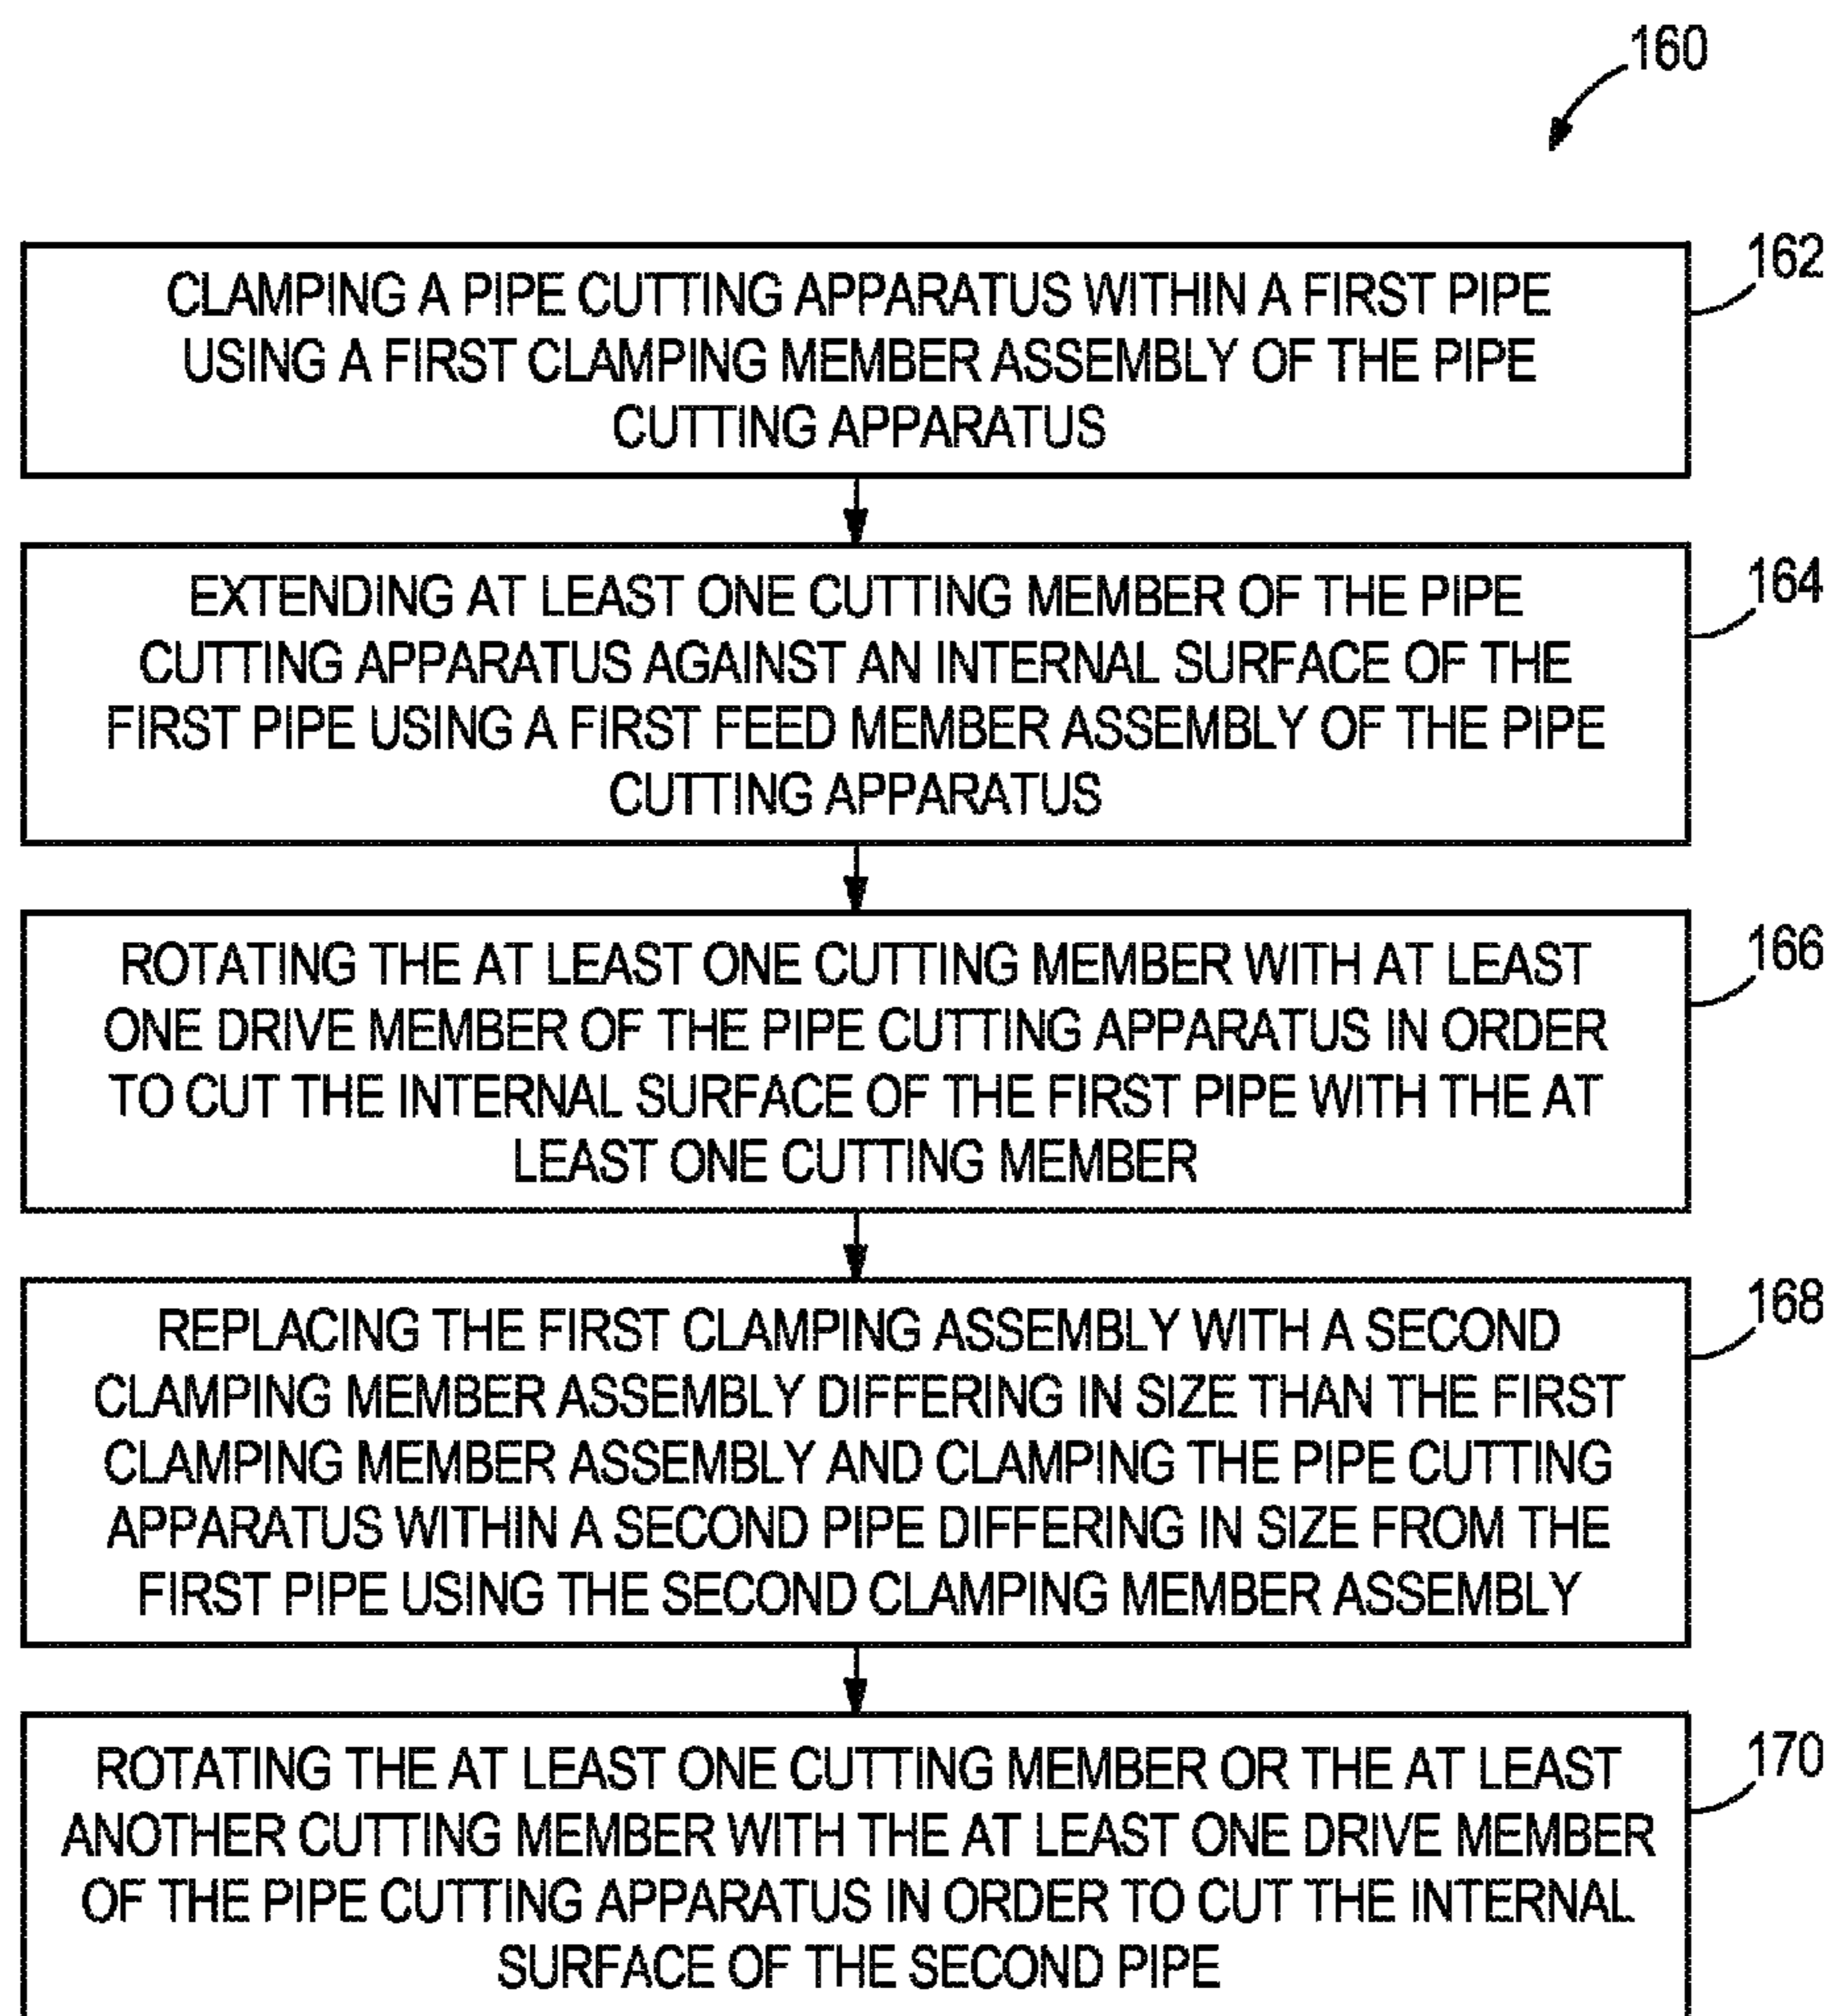 160
162
CLAMPING A PIPE CUTTING APPARATUS WITHIN A FIRST PIPE
USING A FIRST CLAMPING MEMBER ASSEMBLY OF THE PIPE
CUTTING APPARATUS
164
EXTENDING AT LEAST ONE CUTTING MEMBER OF THE PIPE
CUTTING APPARATUS AGAINST AN INTERNAL SURFACE OF THE
FIRST PIPE USING A FIRST FEED MEMBER ASSEMBLY OF THE PIPE
CUTTING APPARATUS
166
ROTATING THE AT LEAST ONE CUTTING MEMBER WITH AT LEAST
ONE DRIVE MEMBER OF THE PIPE CUTTING APPARATUS IN ORDER
TO CUT THE INTERNAL SURFACE OF THE FIRST PIPE WITH THE AT
LEAST ONE CUTTING MEMBER
168
REPLACING THE FIRST CLAMPING ASSEMBLY WITH A SECOND
CLAMPING MEMBER ASSEMBLY DIFFERING IN SIZE THAN THE FIRST
CLAMPING MEMBER ASSEMBLY AND CLAMPING THE PIPE CUTTING
APPARATUS WITHIN A SECOND PIPE DIFFERING IN SIZE FROM THE
FIRST PIPE USING THE SECOND CLAMPING MEMBER ASSEMBLY
170
ROTATING THE AT LEAST ONE CUTTING MEMBER OR THE AT LEAST
ANOTHER CUTTING MEMBER WITH THE AT LEAST ONE DRIVE MEMBER
OF THE PIPE CUTTING APPARATUS IN ORDER TO CUT THE INTERNAL
SURFACE OF THE SECOND PIPE